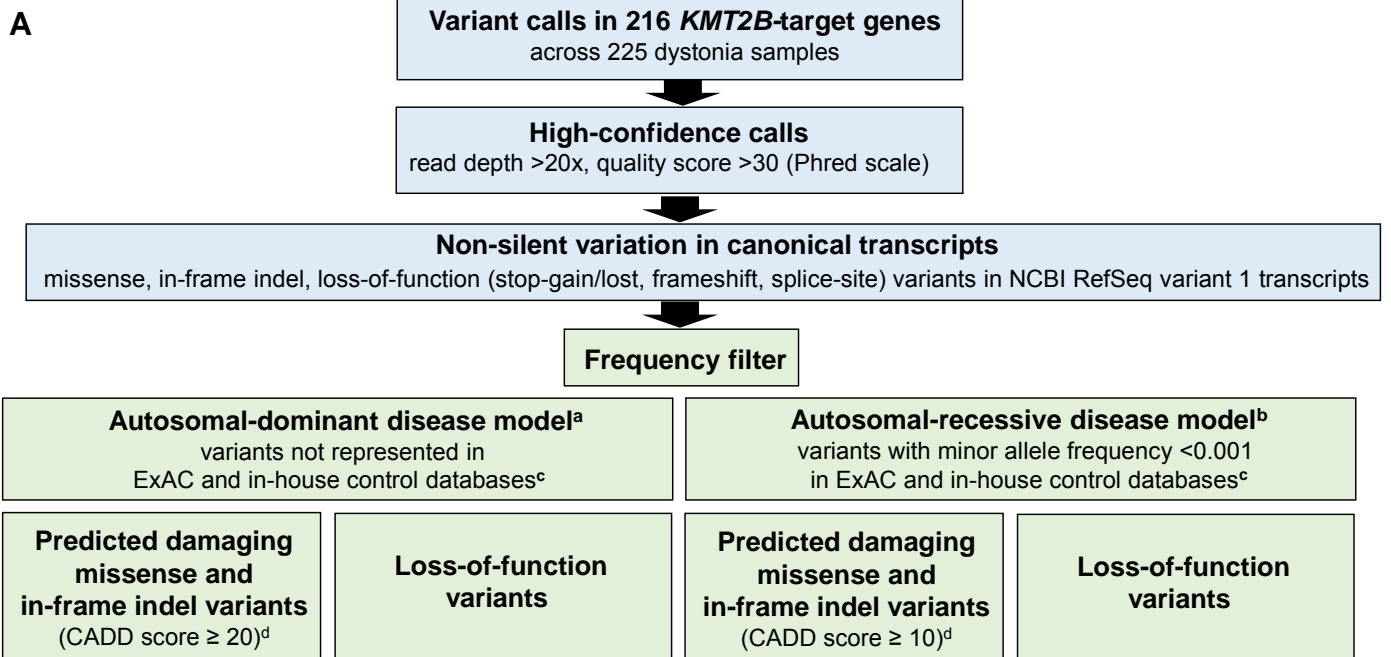 A
Variant calls in 216 KMT2B-target genes
across 225 dystonia samples
High-confidence calls
read depth >20x, quality score >30 (Phred scale)
Non-silent variation in canonical transcripts
missense, in-frame indel, loss-of-function (stop-gain/lost, frameshift, splice-site) variants in NCBI RefSeq variant 1 transcripts
Frequency filter
Autosomal-dominant disease modelᵃ
variants not represented in
ExAC and in-house control databasesᶜ
Autosomal-recessive disease modelᵇ
variants with minor allele frequency <0.001
in ExAC and in-house control databasesᶜ
Predicted damaging
missense and
in-frame indel variants
(CADD score ≥ 20)ᵈ
Loss-of-function
variants
Predicted damaging
missense and
in-frame indel variants
(CADD score ≥ 10)ᵈ
Loss-of-function
variants